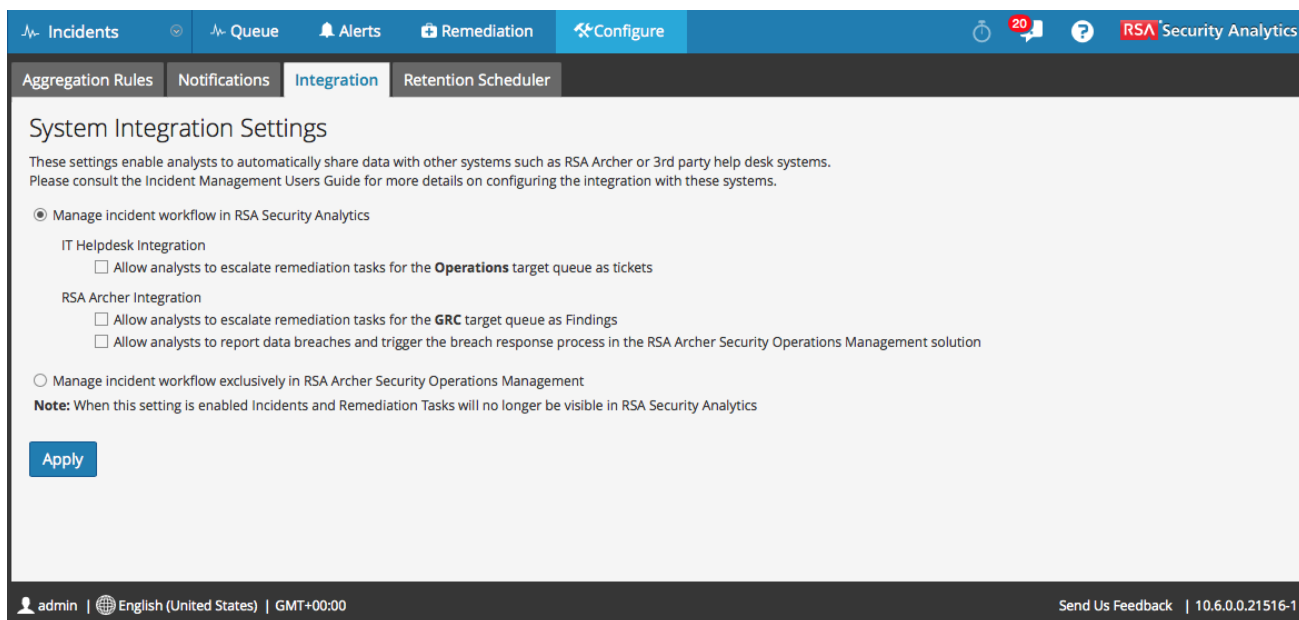 Incidents Queue Alerts Remediation Configure 20 ? RSA Security Analytics
Aggregation Rules Notifications Integration Retention Scheduler
System Integration Settings
These settings enable analysts to automatically share data with other systems such as RSA Archer or 3rd party help desk systems.
Please consult the Incident Management Users Guide for more details on configuring the integration with these systems.
Manage incident workflow in RSA Security Analytics
IT Helpdesk Integration
Allow analysts to escalate remediation tasks for the Operations target queue as tickets
RSA Archer Integration
Allow analysts to escalate remediation tasks for the GRC target queue as Findings
Allow analysts to report data breaches and trigger the breach response process in the RSA Archer Security Operations Management solution
Manage incident workflow exclusively in RSA Archer Security Operations Management
Note: When this setting is enabled Incidents and Remediation Tasks will no longer be visible in RSA Security Analytics
Apply
admin | English (United States) | GMT+00:00 Send Us Feedback | 10.6.0.0.21516-1